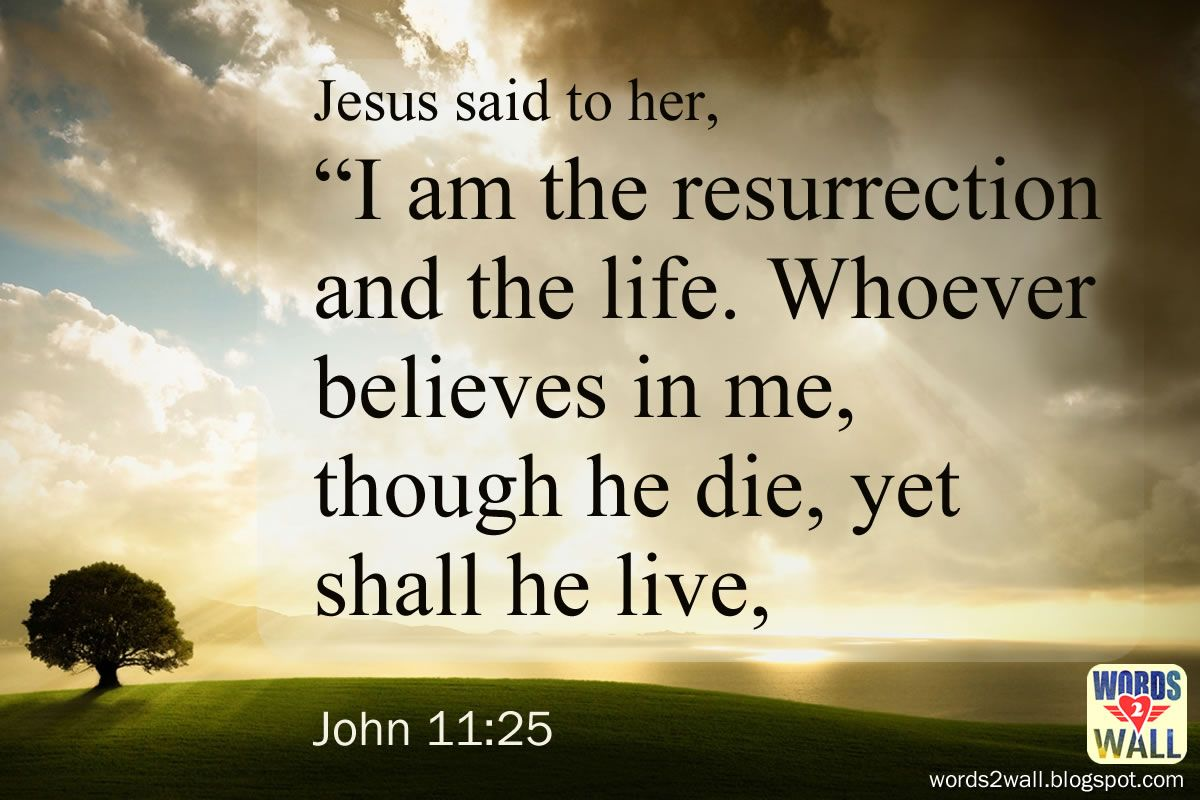 Jesus said to her,
“I am the resurrection
and the life. Whoever
believes in me,
though he die, yet
shall he live,
John 11:25
WORDS
2
WALL
words2wall.blogspot.com